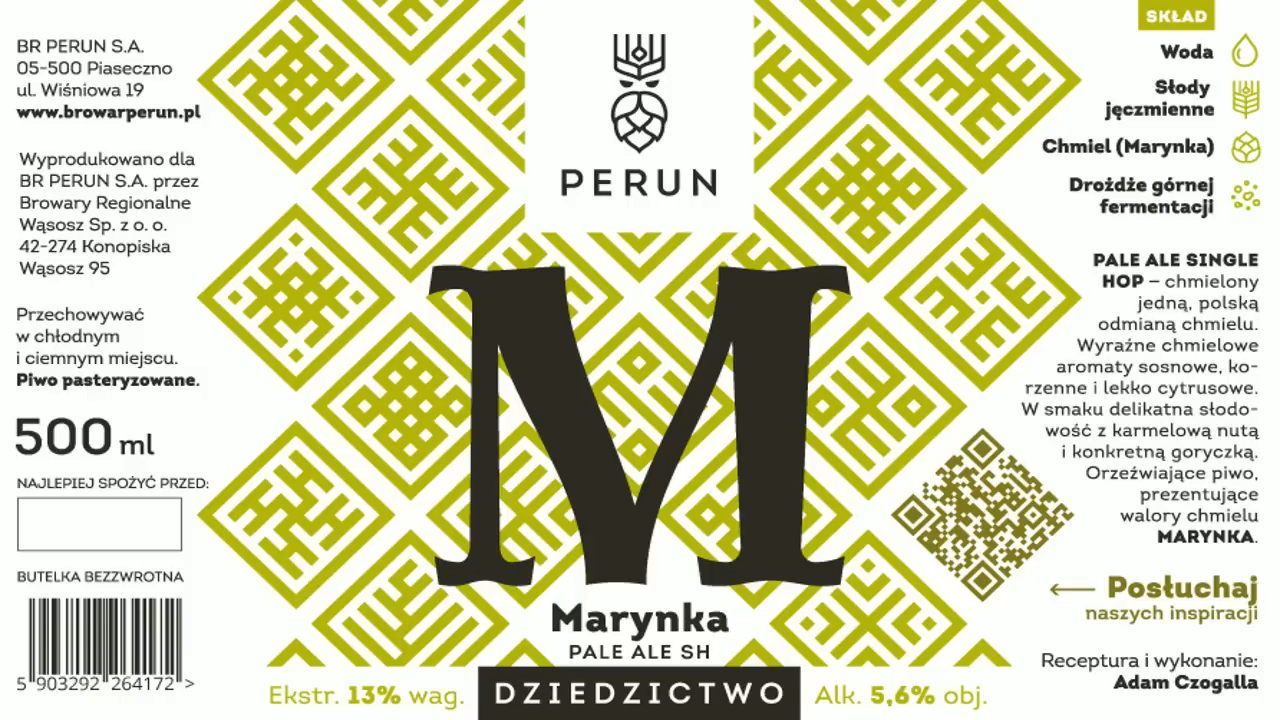 BR PERUN S.A.
05-500 Piaseczno
ul. Wiśniowa 19
www.browarperun.pl
Wyprodukowano dla
BR PERUN S.A. przez
Browary Regionalne
Wąsosz Sp. z o. o.
42-274 Konopiska
Wąsosz 95
Przechowywać
w chłodnym
i ciemnym miejscu.
Piwo pasteryzowane.
500 ml
NAJLEPIEJ SPOŻYĆ PRZED:
BUTELKA BEZZWROTNA
5 903292 264172 >
PERUN
M
Marynka
PALE ALE SH
Ekstr. 13% wag.
DZIEDZICTWO
Alk. 5,6% obj.
SKŁAD
Woda
Słody
jęczmienne
Chmiel (Marynka)
Drożdże górnej
fermentacji
PALE ALE SINGLE
HOP – chmielony
jedną, polską
odmianą chmielu.
Wyraźne chmielowe
aromaty sosnowe, ko-
rzenne i lekko cytrusowe.
W smaku delikatna słodo-
wość z karmelową nutą
i konkretną goryczką.
Orzeźwiające piwo,
prezentujące
walory chmielu
MARYNKA.
Posłuchaj
naszych inspiracji
Receptura i wykonanie:
Adam Czogalla